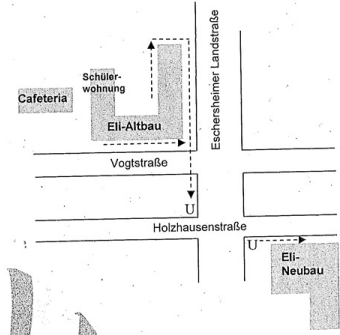 Schüler-
wohnung
Cafeteria
Eli-Altbau
Eschersheimer Landstraße
Vogtstraße
U
Holzhausenstraße
U
Eli-
Neubau